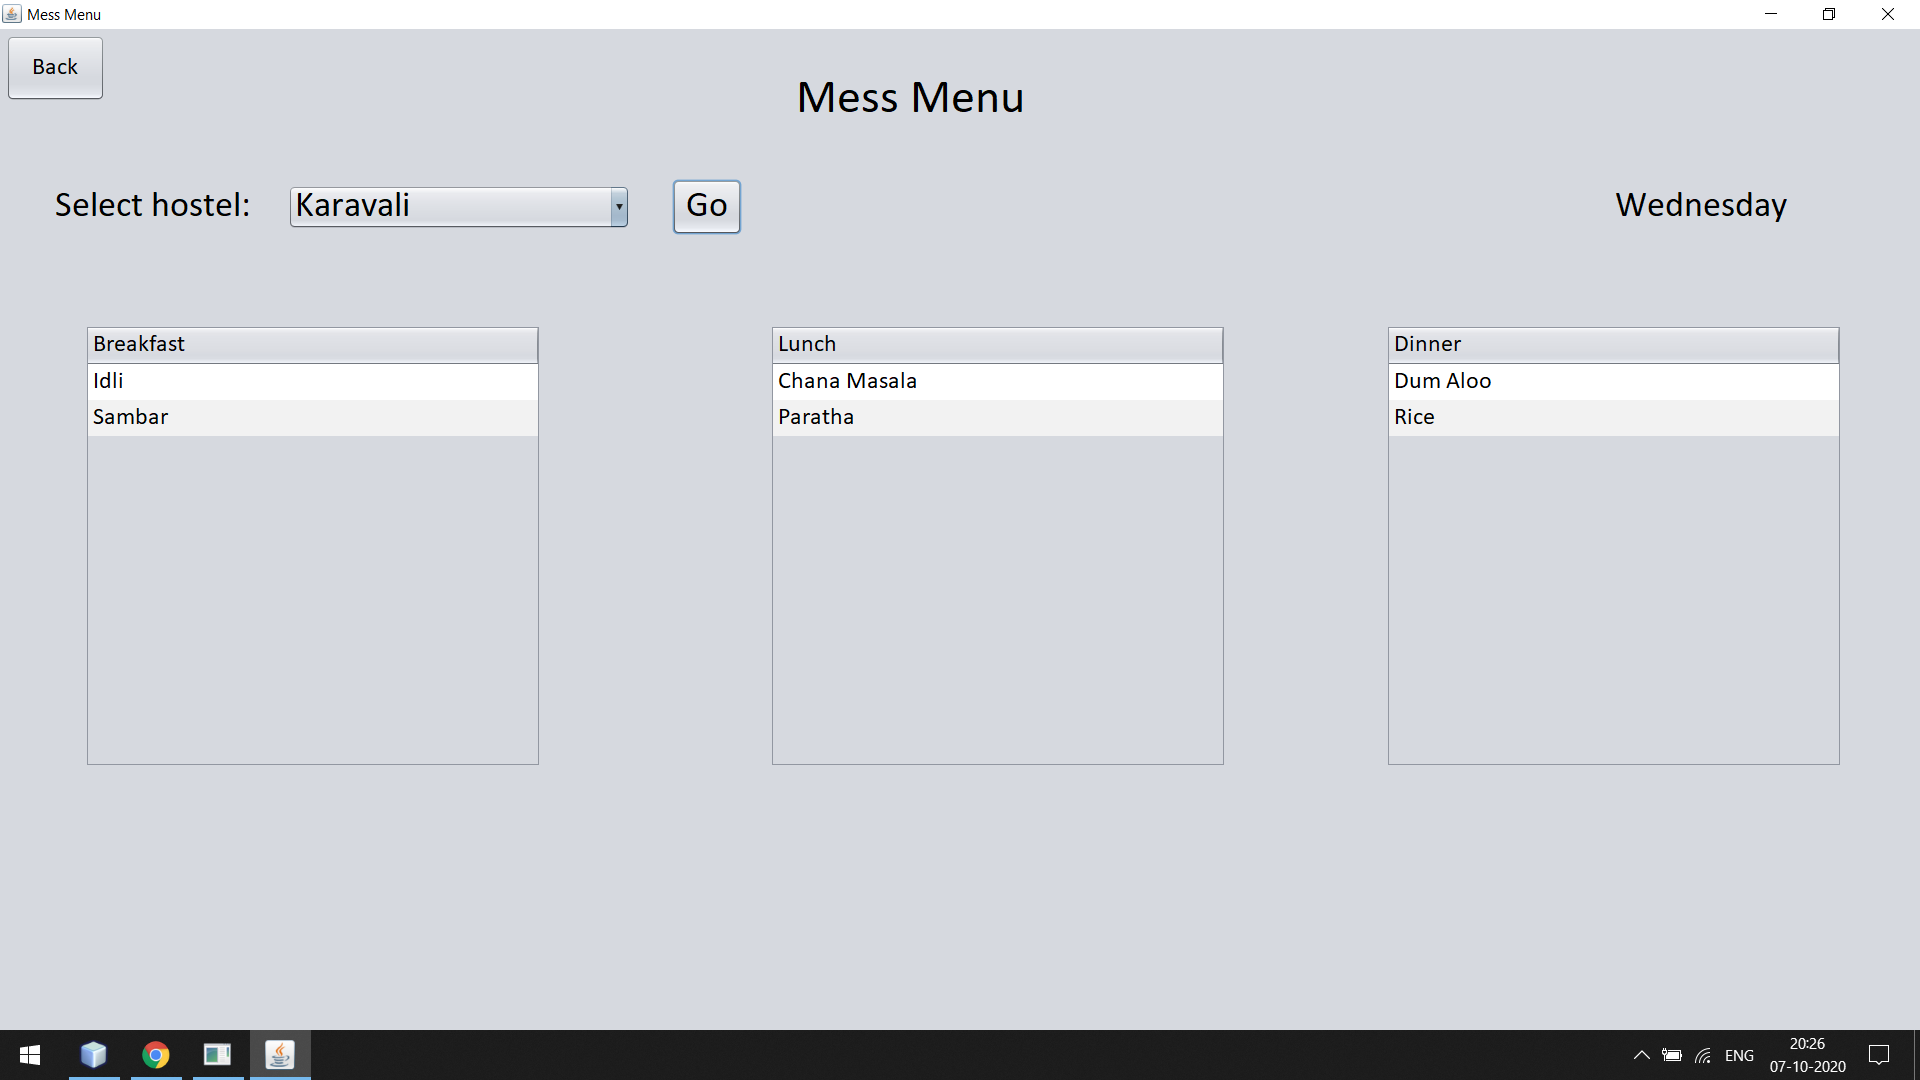 Mess Menu
Back
Mess Menu
Select hostel: Karavali Go Wednesday
Breakfast
Idli
Sambar
Lunch
Chana Masala
Paratha
Dinner
Dum Aloo
Rice
ENG
20:26
07-10-2020